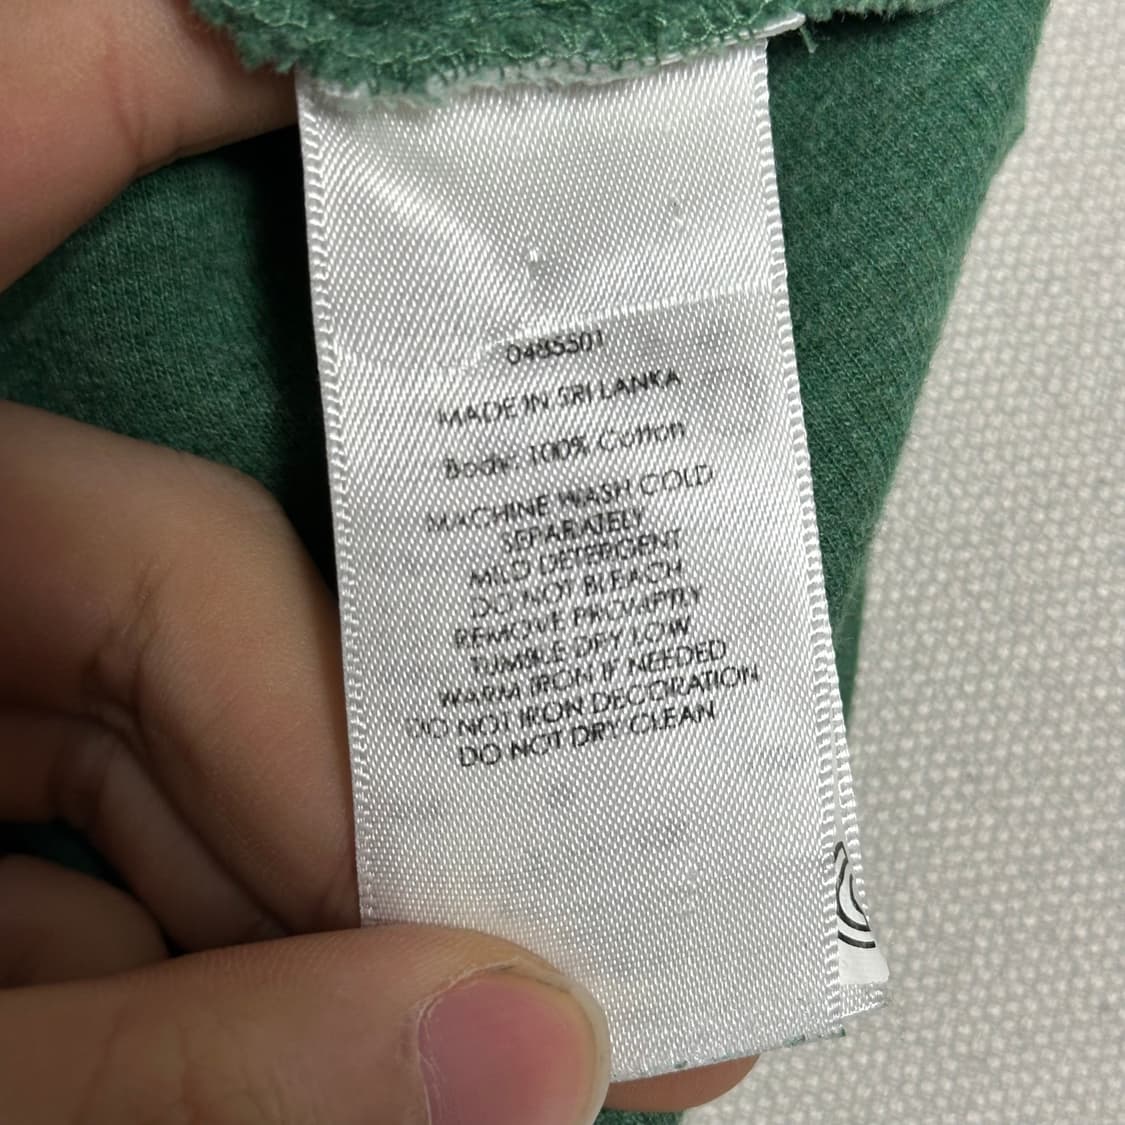 0485501
MADE IN SRI LANKA
Body: 100% Cotton
MACHINE WASH COLD
SEPARATELY
MILD DETERGENT
DO NOT BLEACH
REMOVE PROMPTLY
TUMBLE DRY LOW
WARM IRON IF NEEDED
DO NOT IRON DECORATION
DO NOT DRY CLEAN